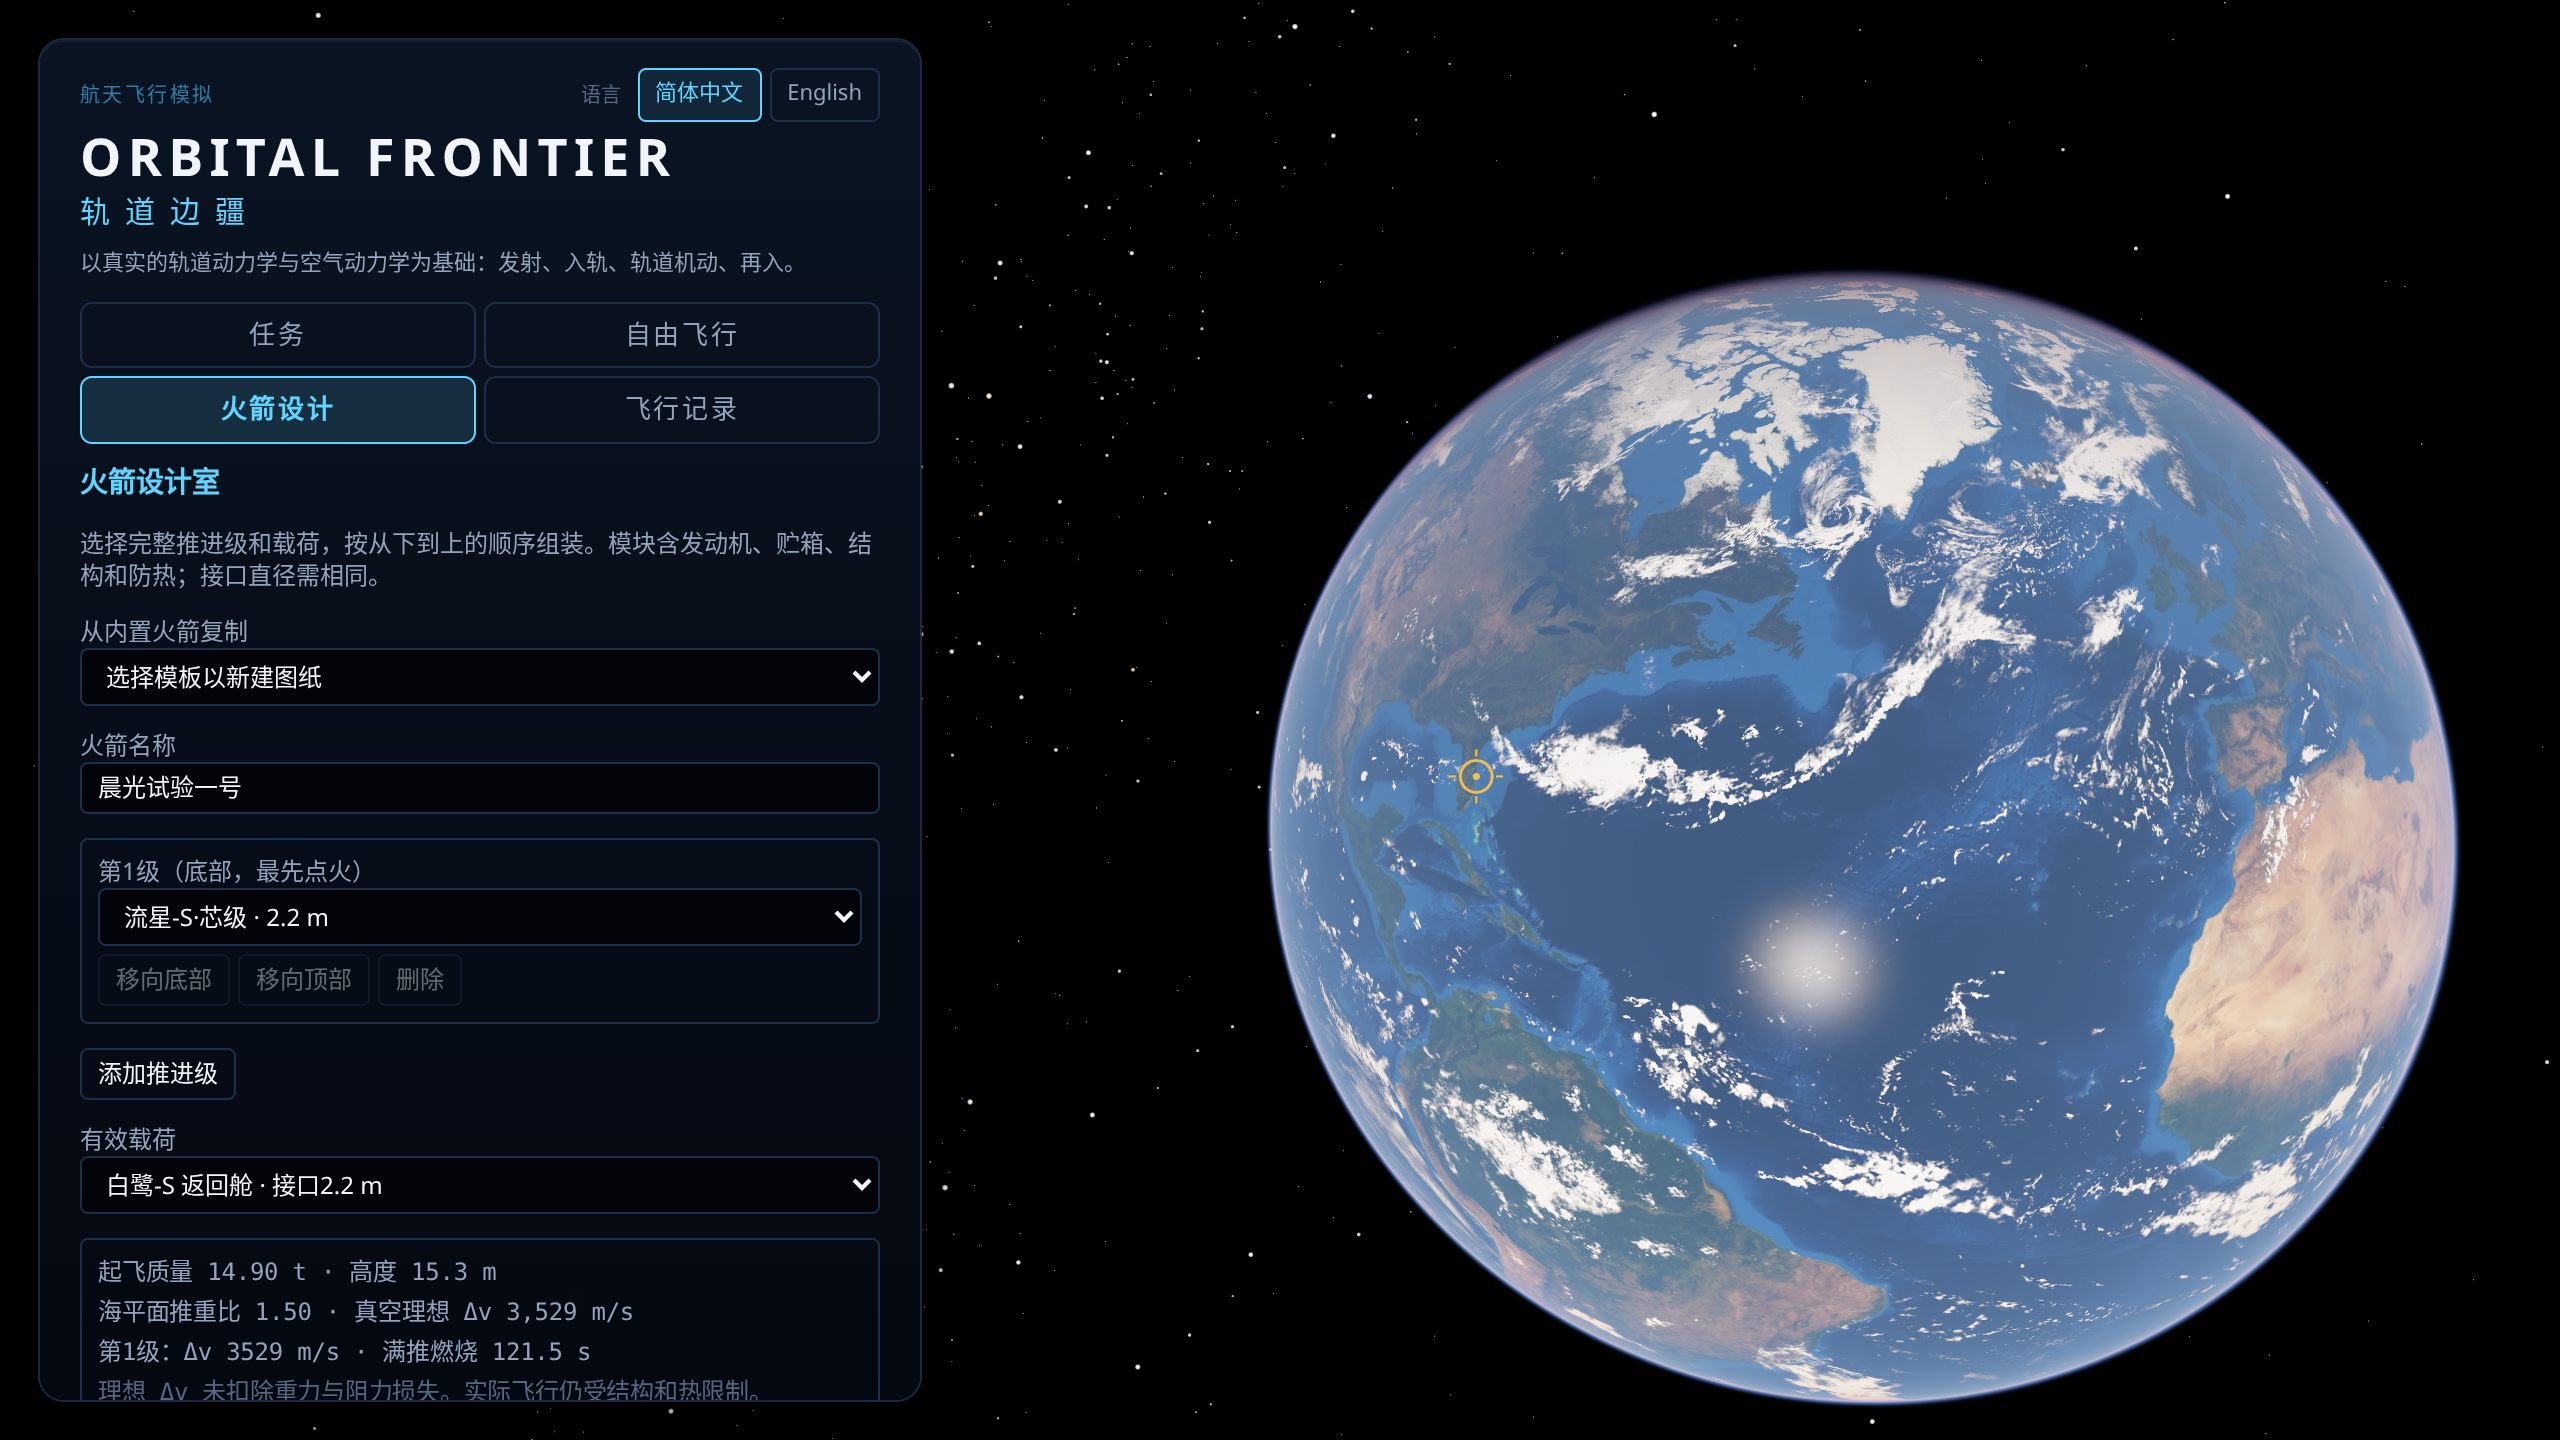 航天飞行模拟
语言 简体中文 English
ORBITAL FRONTIER
轨道边疆
以真实的轨道动力学与空气动力学为基础：发射、入轨、轨道机动、再入。
任务 自由飞行
火箭设计 飞行记录
火箭设计室
选择完整推进级和载荷，按从下到上的顺序组装。模块含发动机、贮箱、结
构和防热；接口直径需相同。
从内置火箭复制
选择模板以新建图纸
火箭名称
晨光试验一号
第1级（底部，最先点火）
流星-S·芯级 · 2.2 m
移向底部 移向顶部 删除
添加推进级
有效载荷
白鹭-S 返回舱 · 接口2.2 m
起飞质量 14.90 t · 高度 15.3 m
海平面推重比 1.50 · 真空理想 Δv 3,529 m/s
第1级：Δv 3529 m/s · 满推燃烧 121.5 s
理想 Δv 未扣除重力与阻力损失。实际飞行仍受结构和热限制。